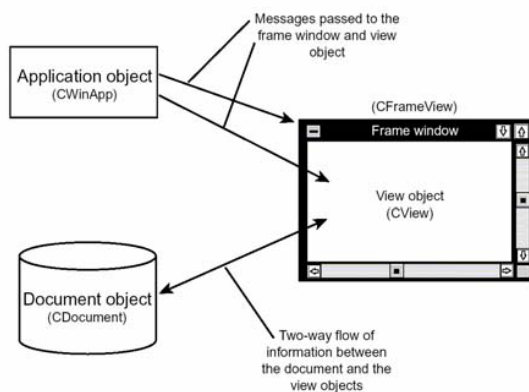 Messages passed to the
frame window and view
object
Application object
(CWinApp)
(CFrameView)
Frame window
View object
(CView)
Document object
(CDocument)
Two-way flow of
information between
the document and the
view objects